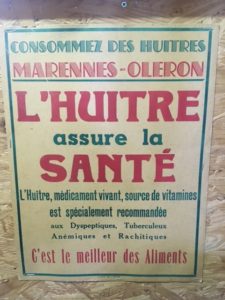 CONSOMMEZ DES HUITRES
MARENNES-OLERON
L'HUITRE
assure la
SANTÉ
L'Huître, médicament vivant, source de vitamines
est spécialement recommandée
aux Dyspeptiques, Tuberculeux
Anémiques et Rachitiques
C'est le meilleur des Aliments